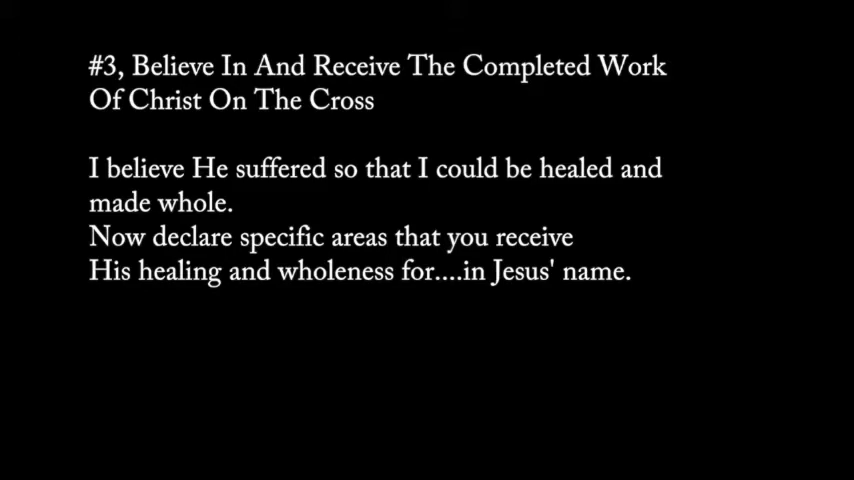 #3, Believe In And Receive The Completed Work
Of Christ On The Cross
I believe He suffered so that I could be healed and
made whole.
Now declare specific areas that you receive
His healing and wholeness for....in Jesus' name.